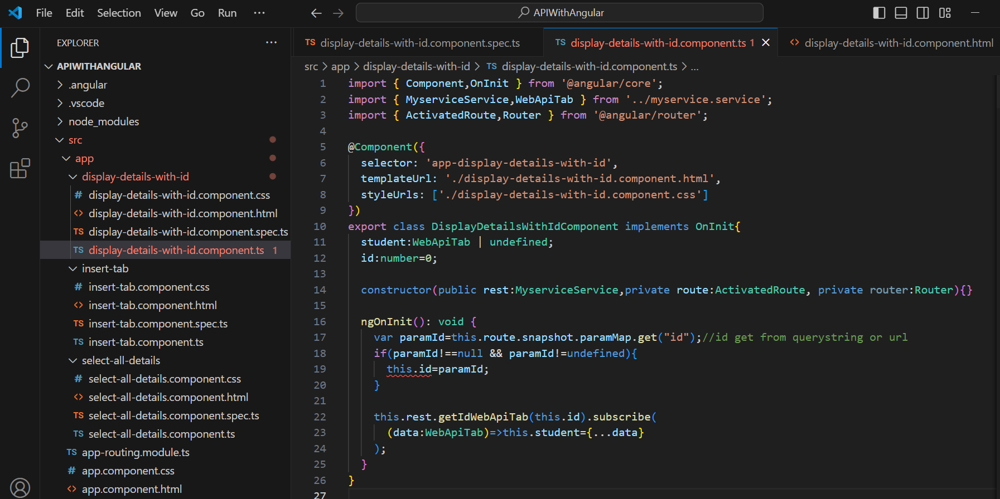 File Edit Selection View Go Run ···
APIWithAngular
EXPLORER ···
APIWITHANGULAR
.angular
.vscode
node_modules
src
app
display-details-with-id
# display-details-with-id.component.css
<> display-details-with-id.component.html
TS display-details-with-id.component.spec.ts
TS display-details-with-id.component.ts 1
insert-tab
# insert-tab.component.css
<> insert-tab.component.html
TS insert-tab.component.spec.ts
TS insert-tab.component.ts
select-all-details
# select-all-details.component.css
<> select-all-details.component.html
TS select-all-details.component.spec.ts
TS select-all-details.component.ts
TS app-routing.module.ts
# app.component.css
<> app.component.html
TS display-details-with-id.component.spec.ts
TS display-details-with-id.component.ts 1
<> display-details-with-id.component.html
src > app > display-details-with-id > TS display-details-with-id.component.ts > ...
1 import { Component,OnInit } from '@angular/core';
2 import { MyserviceService,WebApiTab } from '../myservice.service';
3 import { ActivatedRoute,Router } from '@angular/router';
4
5 @Component({
6 selector: 'app-display-details-with-id',
7 templateUrl: './display-details-with-id.component.html',
8 styleUrls: ['./display-details-with-id.component.css']
9 })
10 export class DisplayDetailsWithIdComponent implements OnInit{
11 student:WebApiTab | undefined;
12 id:number=0;
13
14 constructor(public rest:MyserviceService,private route:ActivatedRoute, private router:Router){}
15
16 ngOnInit(): void {
17 var paramId=this.route.snapshot.paramMap.get("id");//id get from querystring or url
18 if(paramId!==null && paramId!=undefined){
19 this.id=paramId;
20 }
21
22 this.rest.getIdWebApiTab(this.id).subscribe(
23 (data:WebApiTab)=>this.student={...data}
24 );
25 }
26 }
27